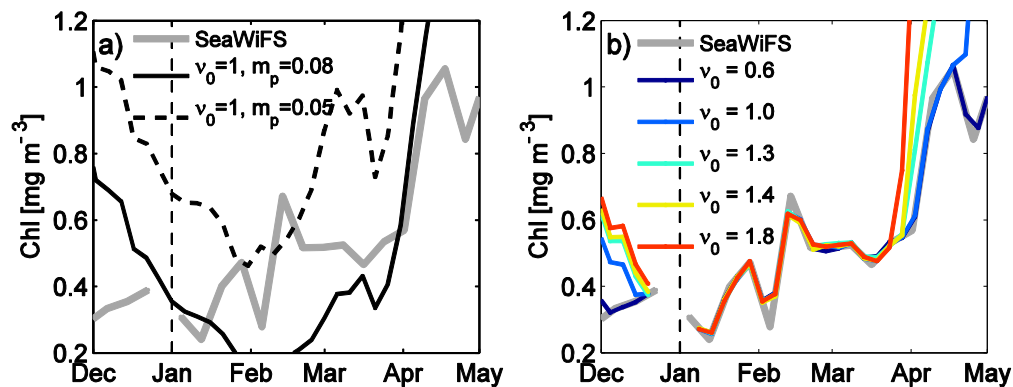 a)
SeaWiFS
ν0=1, mp=0.08
ν0=1, mp=0.05
Chl [mg m-3]
1.2
1
0.8
0.6
0.4
0.2
Dec Jan Feb Mar Apr May
b)
SeaWiFS
ν0 = 0.6
ν0 = 1.0
ν0 = 1.3
ν0 = 1.4
ν0 = 1.8
Chl [mg m-3]
1.2
1
0.8
0.6
0.4
0.2
Dec Jan Feb Mar Apr May